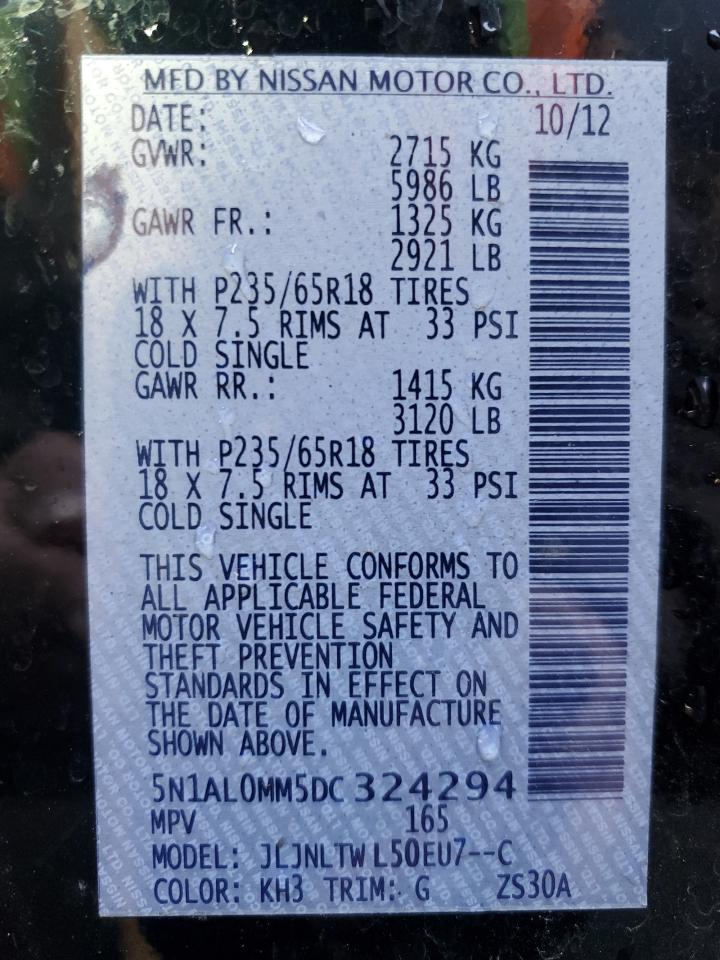 MFD BY NISSAN MOTOR CO., LTD.
DATE: 10/12
GVWR: 2715 KG
5986 LB
GAWR FR.: 1325 KG
2921 LB
WITH P235/65R18 TIRES
18 X 7.5 RIMS AT 33 PSI
COLD SINGLE
GAWR RR.: 1415 KG
3120 LB
WITH P235/65R18 TIRES
18 X 7.5 RIMS AT 33 PSI
COLD SINGLE
THIS VEHICLE CONFORMS TO
ALL APPLICABLE FEDERAL
MOTOR VEHICLE SAFETY AND
THEFT PREVENTION
STANDARDS IN EFFECT ON
THE DATE OF MANUFACTURE
SHOWN ABOVE.
5N1AL0MM5DC 324294
MPV 165
MODEL: JLJNLTWL50EU7--C
COLOR: KH3 TRIM: G ZS30A